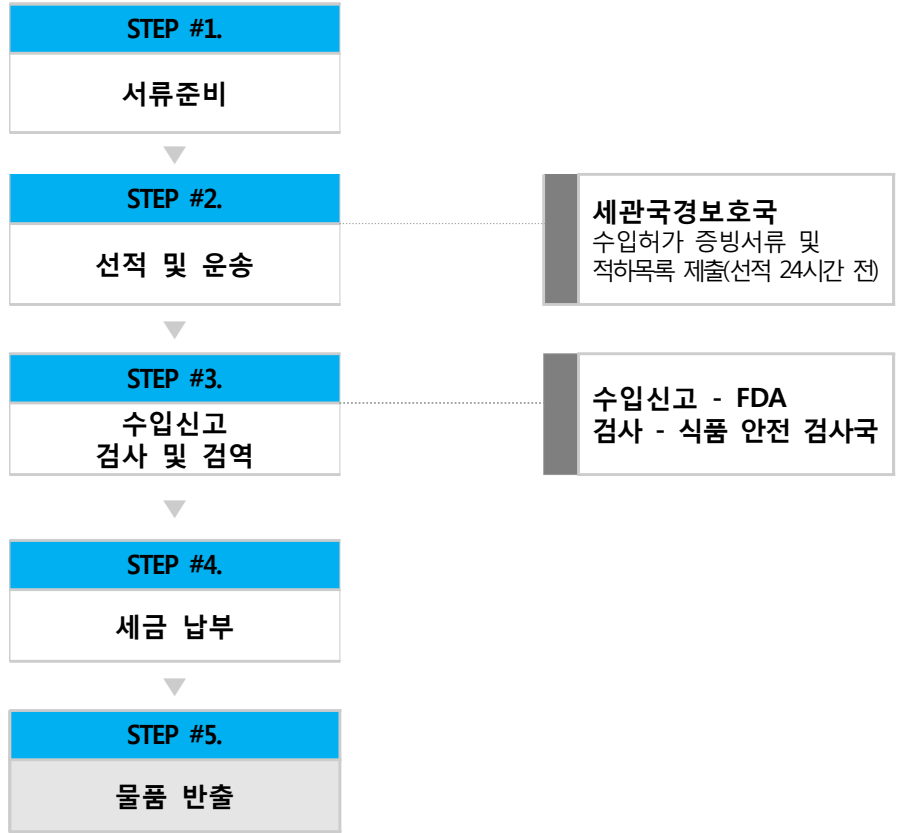 STEP #1.
서류준비
STEP #2.
선적 및 운송
세관국경보호국
수입허가 증빙서류 및
적하목록 제출(선적 24시간 전)
STEP #3.
수입신고
검사 및 검역
수입신고 - FDA
검사 - 식품 안전 검사국
STEP #4.
세금 납부
STEP #5.
물품 반출